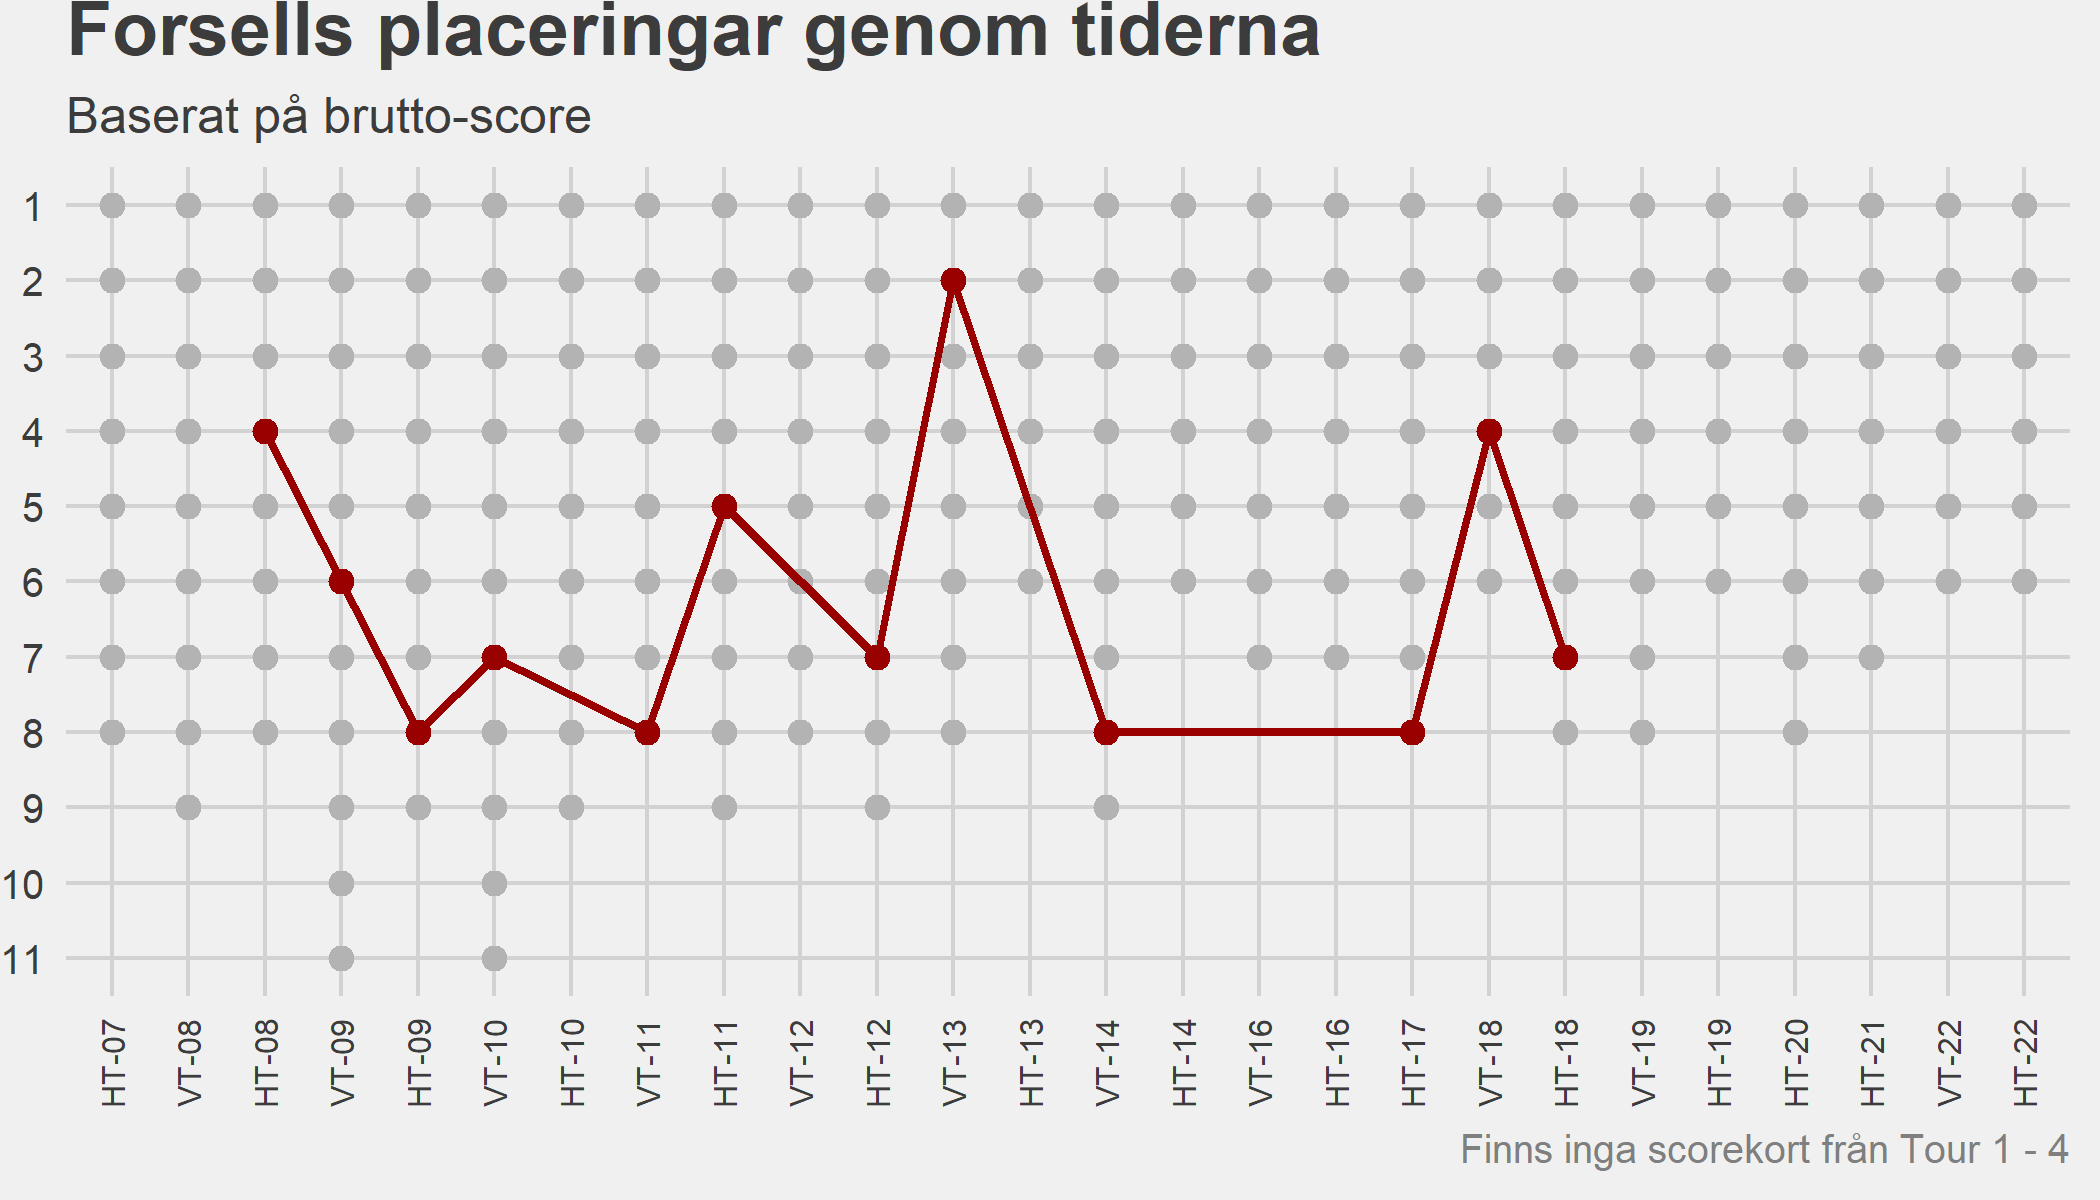 Forsells placeringar genom tiderna
Baserat på brutto-score
1
2
3
4
5
6
7
8
9
10
11
HT-07
VT-08
HT-08
VT-09
HT-09
VT-10
HT-10
VT-11
HT-11
VT-12
HT-12
VT-13
HT-13
VT-14
HT-14
VT-16
HT-16
HT-17
VT-18
HT-18
VT-19
HT-19
HT-20
HT-21
VT-22
HT-22
Finns inga scorekort från Tour 1 - 4